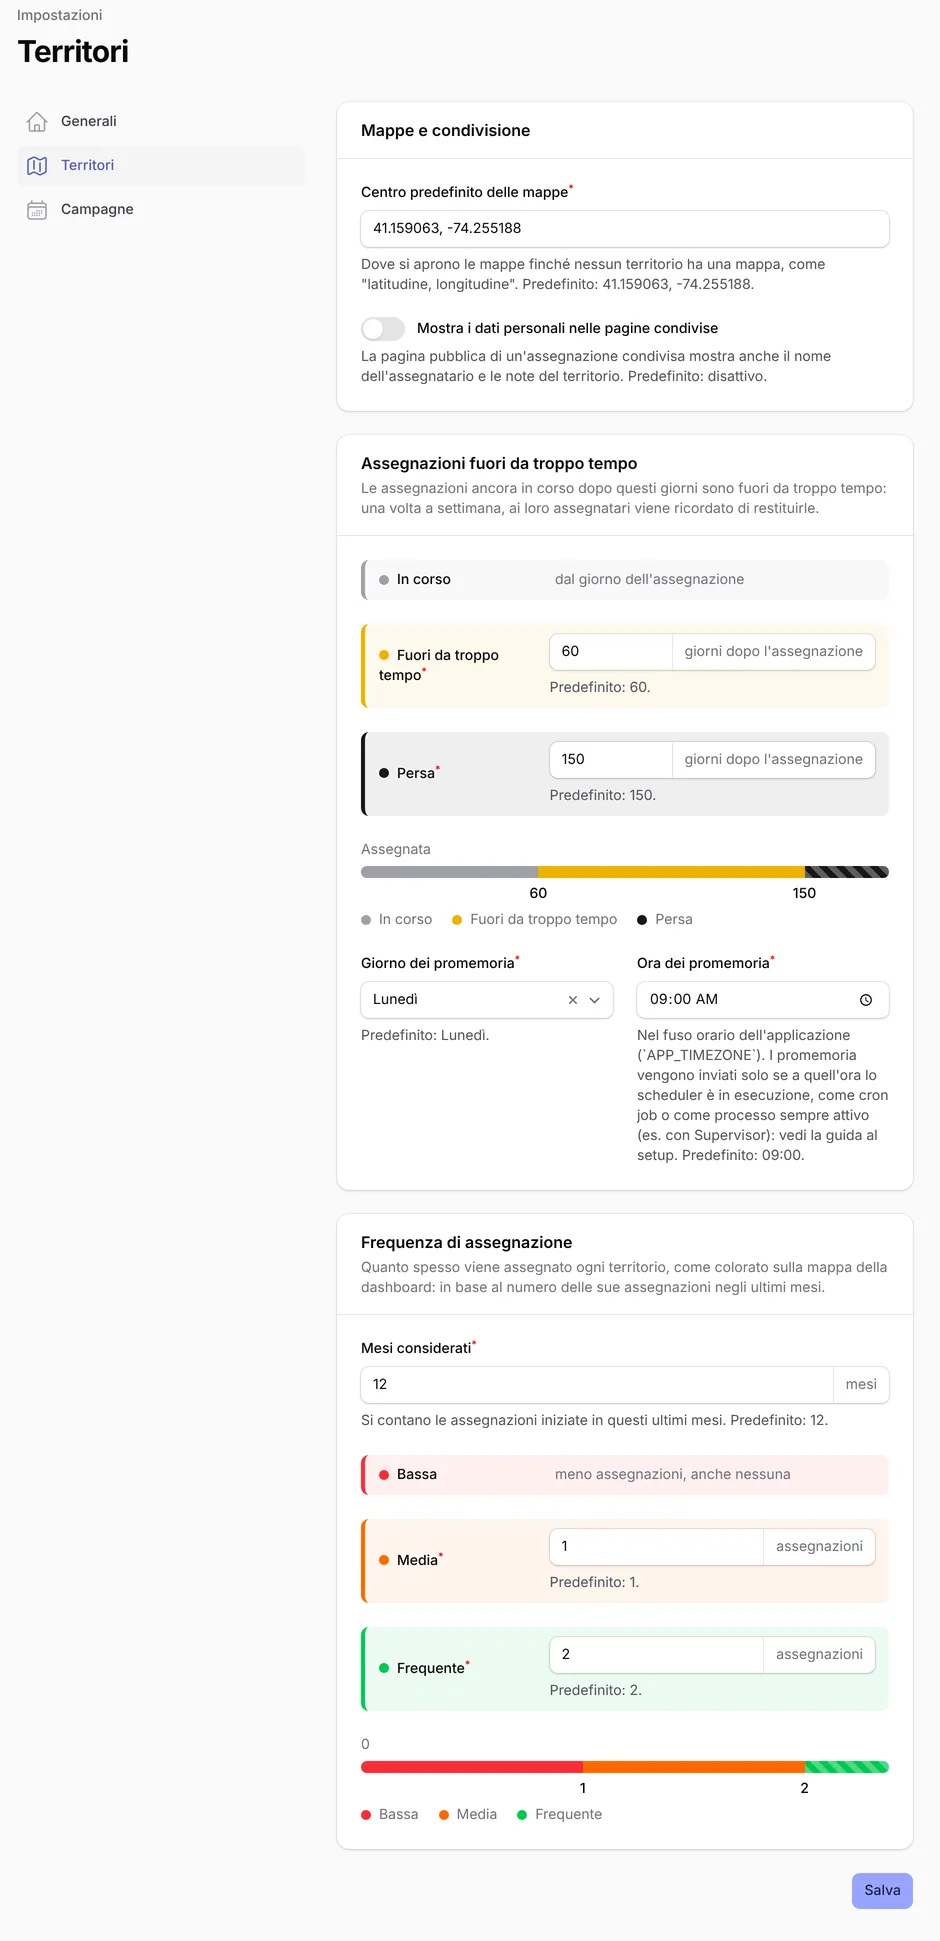 Impostazioni
Territori
Generali
Territori
Campagne
Mappe e condivisione
Centro predefinito delle mappe*
41.159063, -74.255188
Dove si aprono le mappe finché nessun territorio ha una mappa, come
"latitudine, longitudine". Predefinito: 41.159063, -74.255188.
Mostra i dati personali nelle pagine condivise
La pagina pubblica di un'assegnazione condivisa mostra anche il nome
dell'assegnatario e le note del territorio. Predefinito: disattivo.
Assegnazioni fuori da troppo tempo
Le assegnazioni ancora in corso dopo questi giorni sono fuori da troppo tempo:
una volta a settimana, ai loro assegnatari viene ricordato di restituirle.
In corso
dal giorno dell'assegnazione
Fuori da troppo
tempo*
60
giorni dopo l'assegnazione
Predefinito: 60.
Persa*
150
giorni dopo l'assegnazione
Predefinito: 150.
Assegnata
60
150
In corso
Fuori da troppo tempo
Persa
Giorno dei promemoria*
Lunedì
Predefinito: Lunedì.
Ora dei promemoria*
09:00 AM
Nel fuso orario dell'applicazione
(`APP_TIMEZONE`). I promemoria
vengono inviati solo se a quell'ora lo
scheduler è in esecuzione, come cron
job o come processo sempre attivo
(es. con Supervisor): vedi la guida al
setup. Predefinito: 09:00.
Frequenza di assegnazione
Quanto spesso viene assegnato ogni territorio, come colorato sulla mappa della
dashboard: in base al numero delle sue assegnazioni negli ultimi mesi.
Mesi considerati*
12
mesi
Si contano le assegnazioni iniziate in questi ultimi mesi. Predefinito: 12.
Bassa
meno assegnazioni, anche nessuna
Media*
1
assegnazioni
Predefinito: 1.
Frequente*
2
assegnazioni
Predefinito: 2.
0
1
2
Bassa
Media
Frequente
Salva